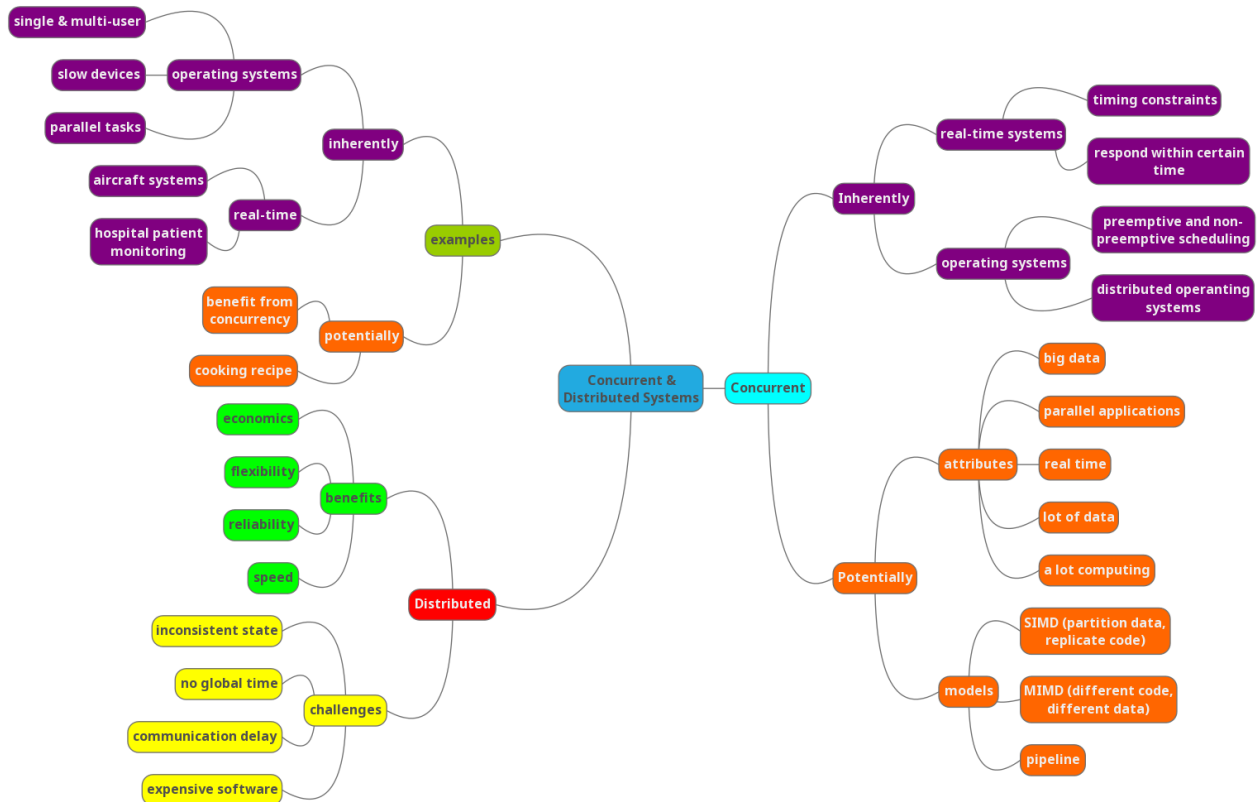 single & multi-user
slow devices
operating systems
parallel tasks
inherently
aircraft systems
real-time
hospital patient
monitoring
examples
benefit from
concurrency
potentially
cooking recipe
Concurrent &
Distributed Systems
economics
flexibility
benefits
reliability
speed
Distributed
inconsistent state
no global time
challenges
communication delay
expensive software
Concurrent
Inherently
real-time systems
timing constraints
respond within certain
time
operating systems
preemptive and non-
preemptive scheduling
distributed operanting
systems
Potentially
attributes
big data
parallel applications
real time
lot of data
a lot computing
models
SIMD (partition data,
replicate code)
MIMD (different code,
different data)
pipeline